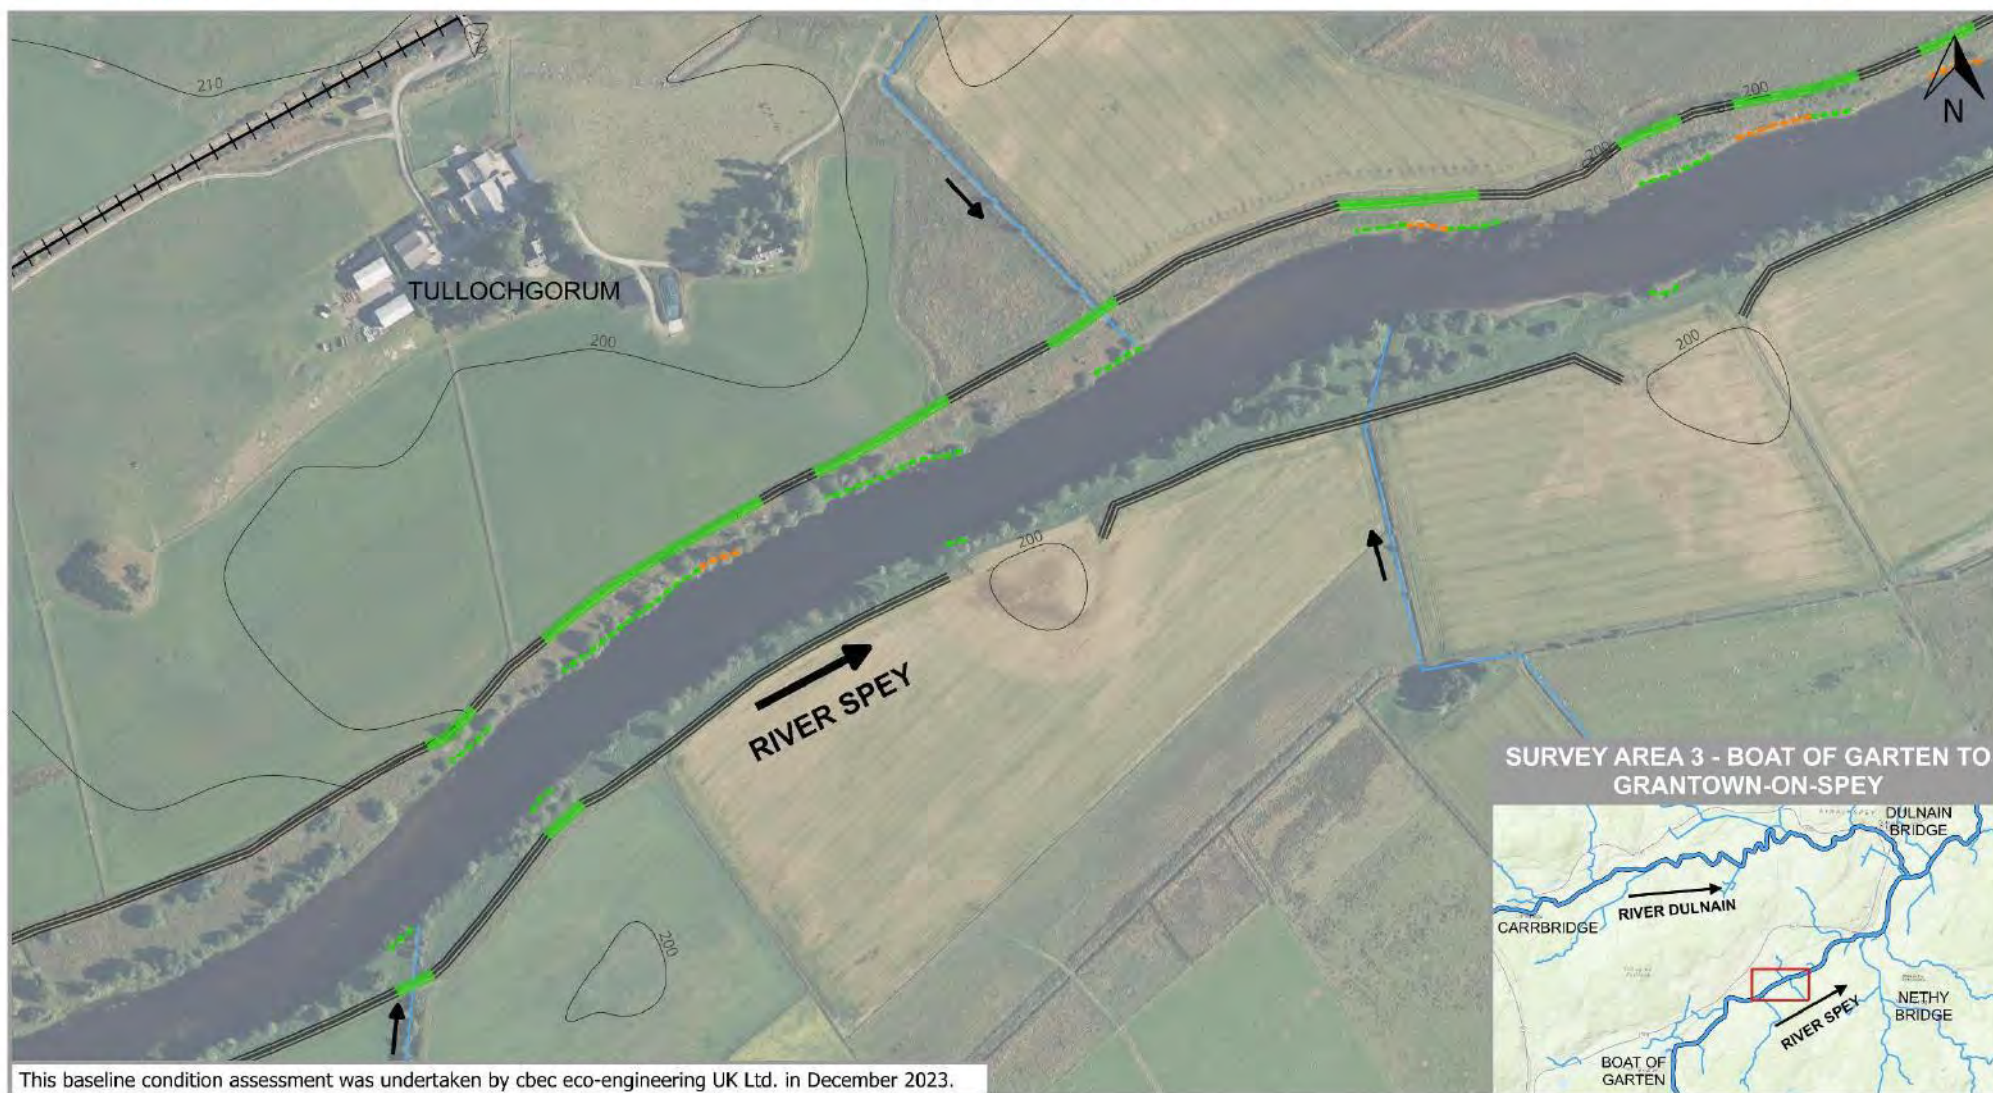 210
200
200
200
N
TULLOCHGORUM
200
200
200
RIVER SPEY
200
SURVEY AREA 3 - BOAT OF GARTEN TO
GRANTOWN-ON-SPEY
DULNAIN
BRIDGE
RIVER DULNAIN
CARRBRIDGE
NETHY
BRIDGE
RIVER SPEY
BOAT OF
GARTEN
This baseline condition assessment was undertaken by cbec eco-engineering UK Ltd. in December 2023.